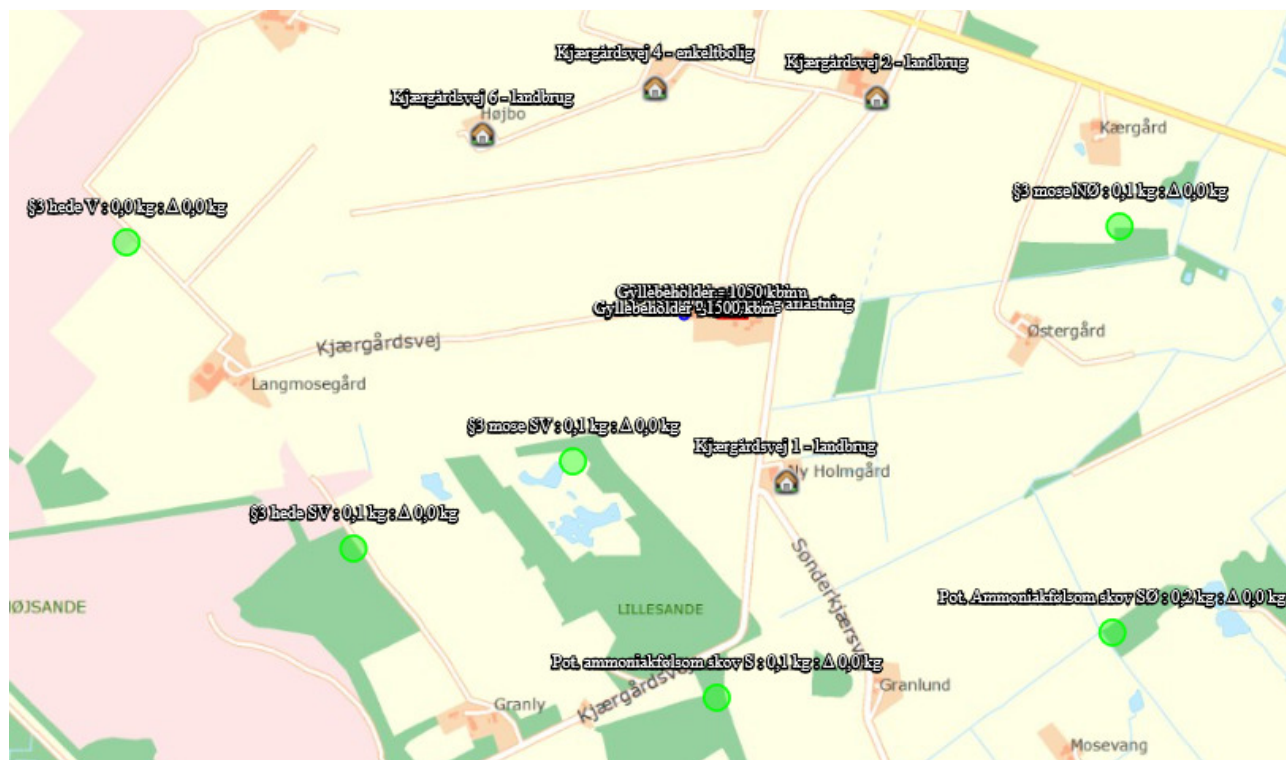 Kjærgårdsvej 4 - enkeltbolig
Kjærgårdsvej 2 - landbrug
Kjærgårdsvej 6 - landbrug
Højbo
Kærgård
§3 mose NØ : 0,1 kg : Δ 0,0 kg
§3 hede V : 0,0 kg : Δ 0,0 kg
Gyllebeholder - 1050 kbm
Gyllebeholder - 1500 kbm
Østergård
Kjærgårdsvej
Langmosegård
§3 mose SV : 0,1 kg : Δ 0,0 kg
Kjærgårdsvej 1 - landbrug
Ny Holmgård
§3 hede SV : 0,1 kg : Δ 0,0 kg
Sønderkjærsv
Pot. Ammoniakfølsom skov SØ : 0,2 kg : Δ 0,0 kg
ØJSANDE
LILLESANDE
Pot. ammoniakfølsom skov S : 0,1 kg : Δ 0,0 kg
Kjærgårdsvej
Granly
Granlund
Mosevang